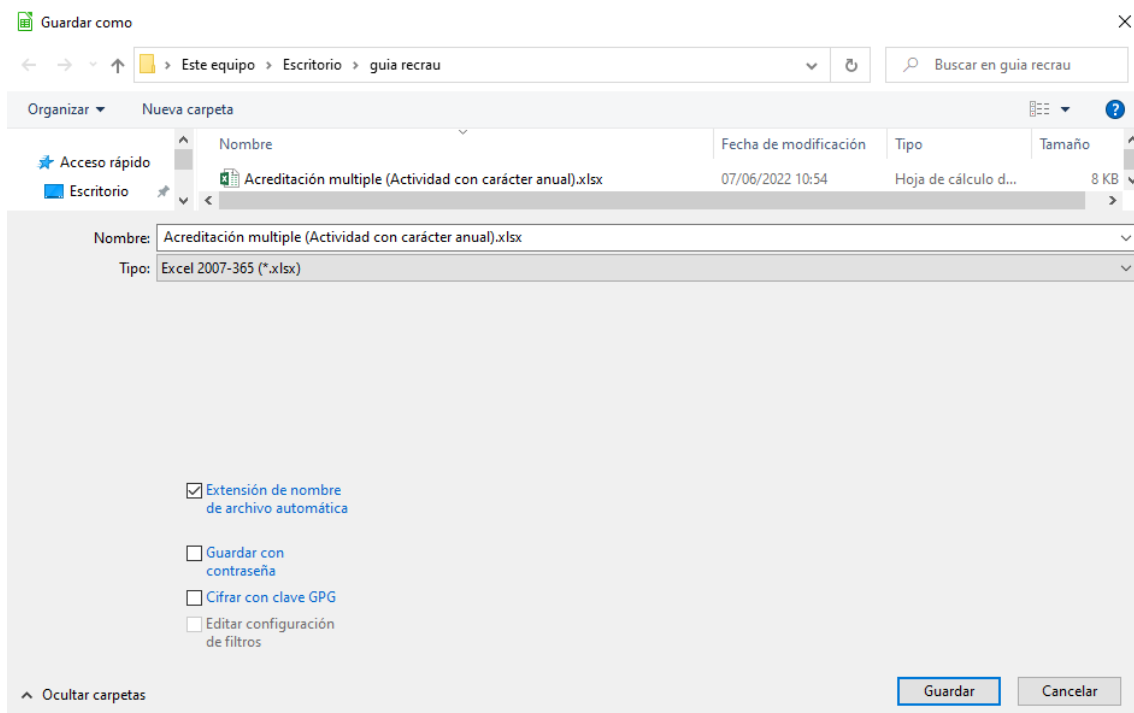 Guardar como
Este equipo > Escritorio > guia recrau
Buscar en guia recrau
Organizar
Nueva carpeta
?
Nombre
Fecha de modificación
Tipo
Tamaño
Acceso rápido
Escritorio
Acreditación multiple (Actividad con carácter anual).xlsx
07/06/2022 10:54
Hoja de cálculo d...
8 KB
Nombre: Acreditación multiple (Actividad con carácter anual).xlsx
Tipo: Excel 2007-365 (*.xlsx)
Extensión de nombre
de archivo automática
Guardar con
contraseña
Cifrar con clave GPG
Editar configuración
de filtros
Ocultar carpetas
Guardar
Cancelar